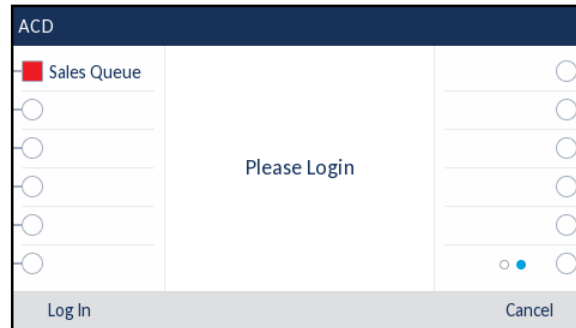 ACD
Sales Queue
Please Login
Log In
Cancel